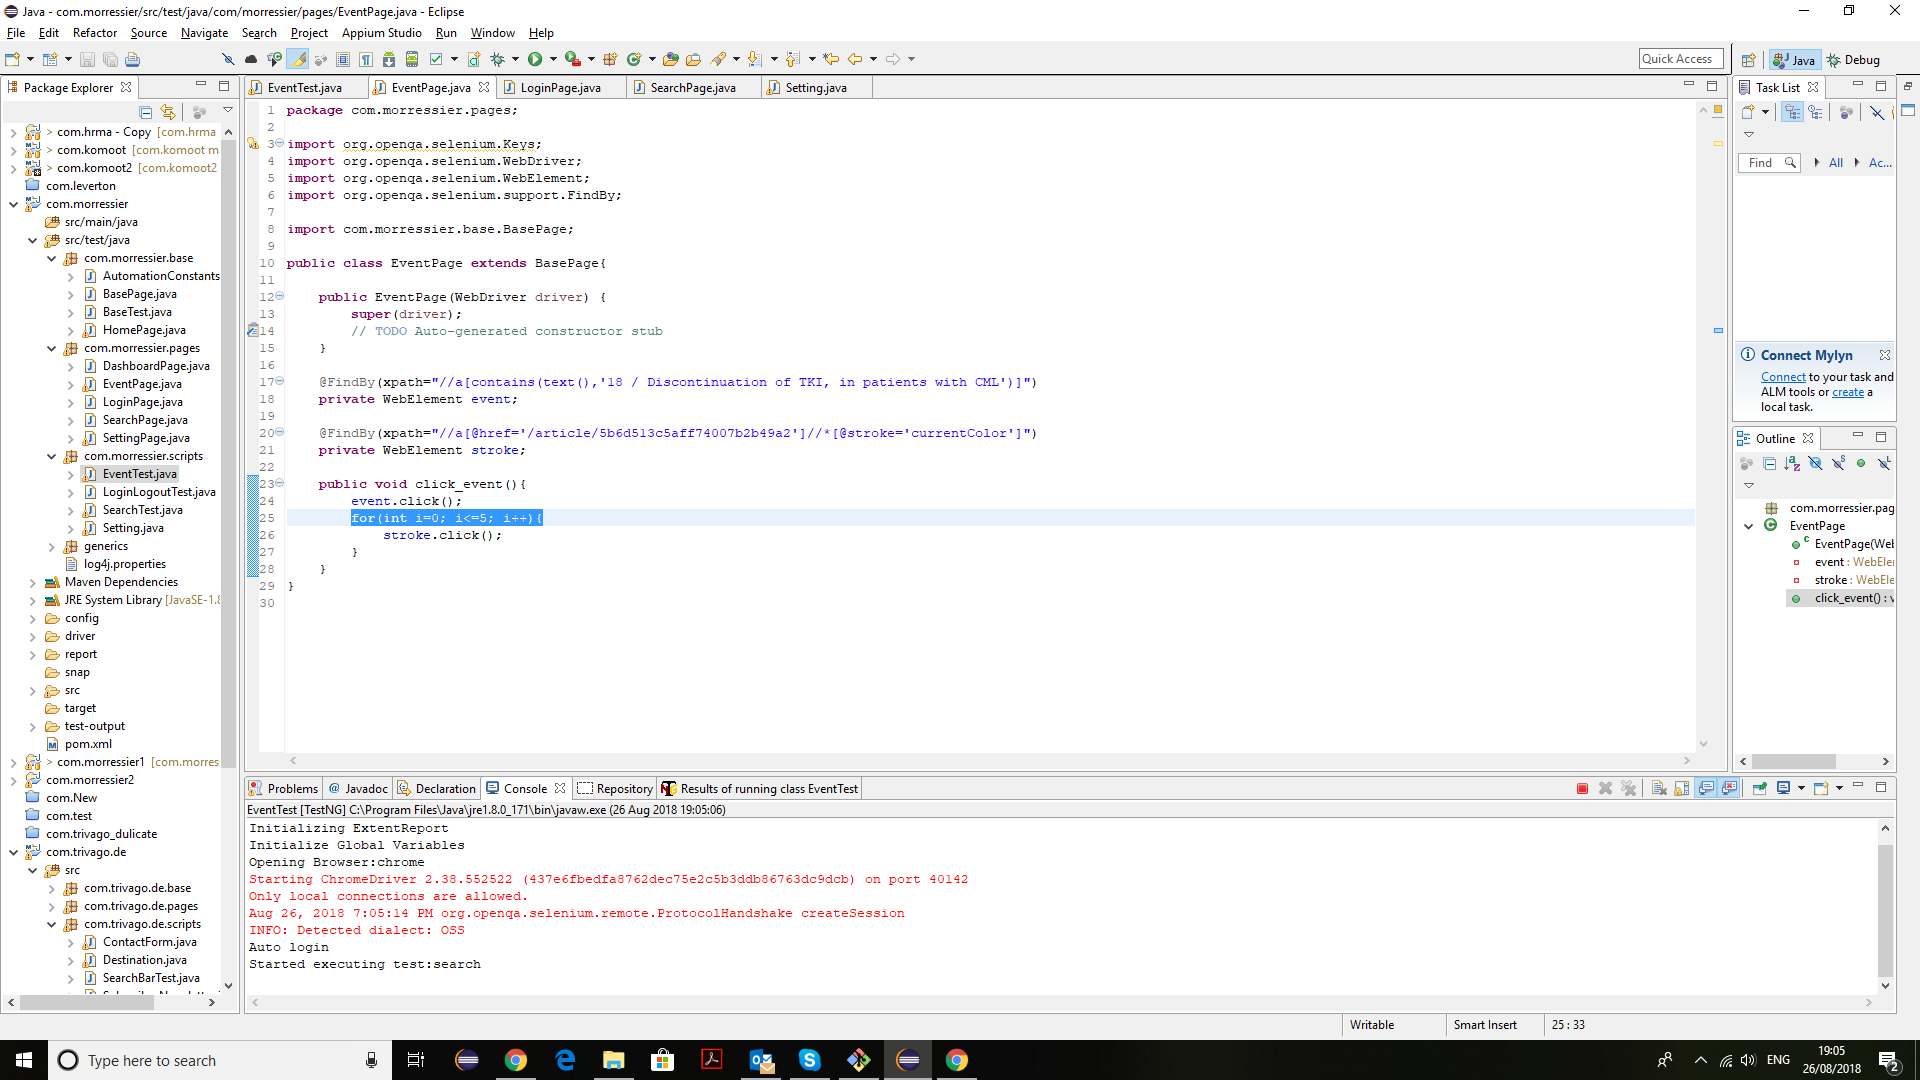 Java - com.morressier/src/test/java/com/morressier/pages/EventPage.java - Eclipse
File Edit Refactor Source Navigate Search Project Appium Studio Run Window Help
Quick Access
Java
Debug
Package Explorer
> com.hrma - Copy [com.hrma
> com.komoot [com.komoot m
> com.komoot2 [com.komoot2
com.leverton
com.morressier
src/main/java
src/test/java
com.morressier.base
AutomationConstants
BasePage.java
BaseTest.java
HomePage.java
com.morressier.pages
DashboardPage.java
EventPage.java
LoginPage.java
SearchPage.java
SettingPage.java
com.morressier.scripts
EventTest.java
LoginLogoutTest.java
SearchTest.java
Setting.java
generics
log4j.properties
Maven Dependencies
JRE System Library [JavaSE-1.8
config
driver
report
snap
src
target
test-output
pom.xml
> com.morressier1 [com.morres
com.morressier2
com.New
com.test
com.trivago_dulicate
com.trivago.de
src
com.trivago.de.base
com.trivago.de.pages
com.trivago.de.scripts
ContactForm.java
Destination.java
SearchBarTest.java
EventTest.java EventPage.java LoginPage.java SearchPage.java Setting.java
1 package com.morressier.pages;
2
3 import org.openqa.selenium.Keys;
4 import org.openqa.selenium.WebDriver;
5 import org.openqa.selenium.WebElement;
6 import org.openqa.selenium.support.FindBy;
7
8 import com.morressier.base.BasePage;
9
10 public class EventPage extends BasePage{
11
12 public EventPage(WebDriver driver) {
13 super(driver);
14 // TODO Auto-generated constructor stub
15 }
16
17 @FindBy(xpath="//a[contains(text(),'18 / Discontinuation of TKI, in patients with CML')]")
18 private WebElement event;
19
20 @FindBy(xpath="//a[@href='/article/5b6d513c5aff74007b2b49a2']//*[@stroke='currentColor']")
21 private WebElement stroke;
22
23 public void click_event(){
24 event.click();
25 for(int i=0; i<=5; i++){
26 stroke.click();
27 }
28 }
29 }
30
Task List
Find All Ac...
Connect Mylyn
Connect to your task and
ALM tools or create a
local task.
Outline
com.morressier.pag
EventPage
EventPage(Wel
event : WebEler
stroke : WebEle
click_event() : v
Problems @ Javadoc Declaration Console Repository Results of running class EventTest
EventTest [TestNG] C:\Program Files\Java\jre1.8.0_171\bin\javaw.exe (26 Aug 2018 19:05:06)
Initializing ExtentReport
Initialize Global Variables
Opening Browser:chrome
Starting ChromeDriver 2.38.552522 (437e6fbedfa8762dec75e2c5b3ddb86763dc9dcb) on port 40142
Only local connections are allowed.
Aug 26, 2018 7:05:14 PM org.openqa.selenium.remote.ProtocolHandshake createSession
INFO: Detected dialect: OSS
Auto login
Started executing test:search
Writable Smart Insert 25 : 33
Type here to search
ENG
19:05
26/08/2018
2